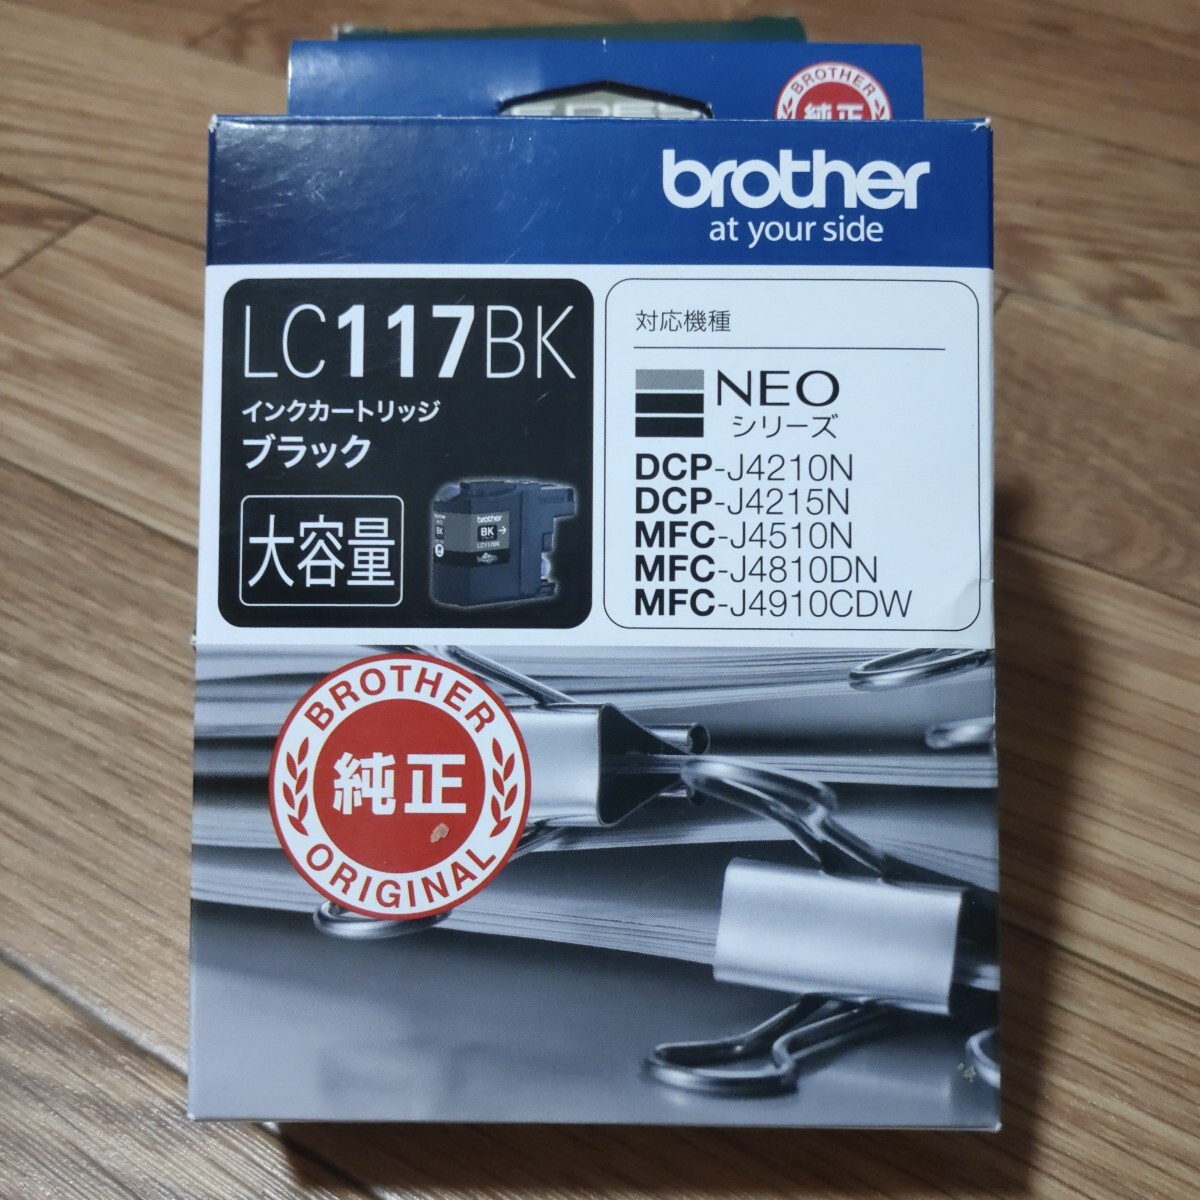 BROTHER
純正
brother
at your side
LC117BK
インクカートリッジ
ブラック
大容量
brother
BK
LC117BK
BK
対応機種
NEO
シリーズ
DCP-J4210N
DCP-J4215N
MFC-J4510N
MFC-J4810DN
MFC-J4910CDW
BROTHER
純正
ORIGINAL